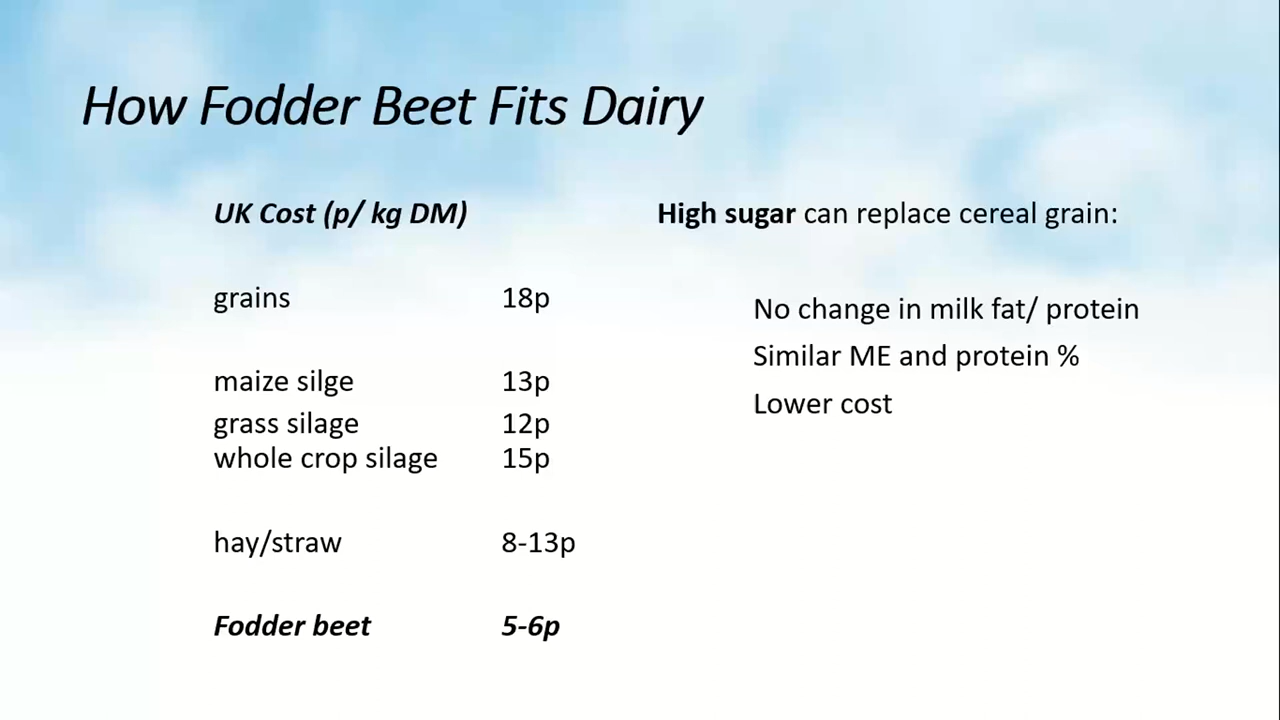 How Fodder Beet Fits Dairy
UK Cost (p/ kg DM)
grains 18p
maize silge 13p
grass silage 12p
whole crop silage 15p
hay/straw 8-13p
Fodder beet 5-6p
High sugar can replace cereal grain:
No change in milk fat/ protein
Similar ME and protein %
Lower cost